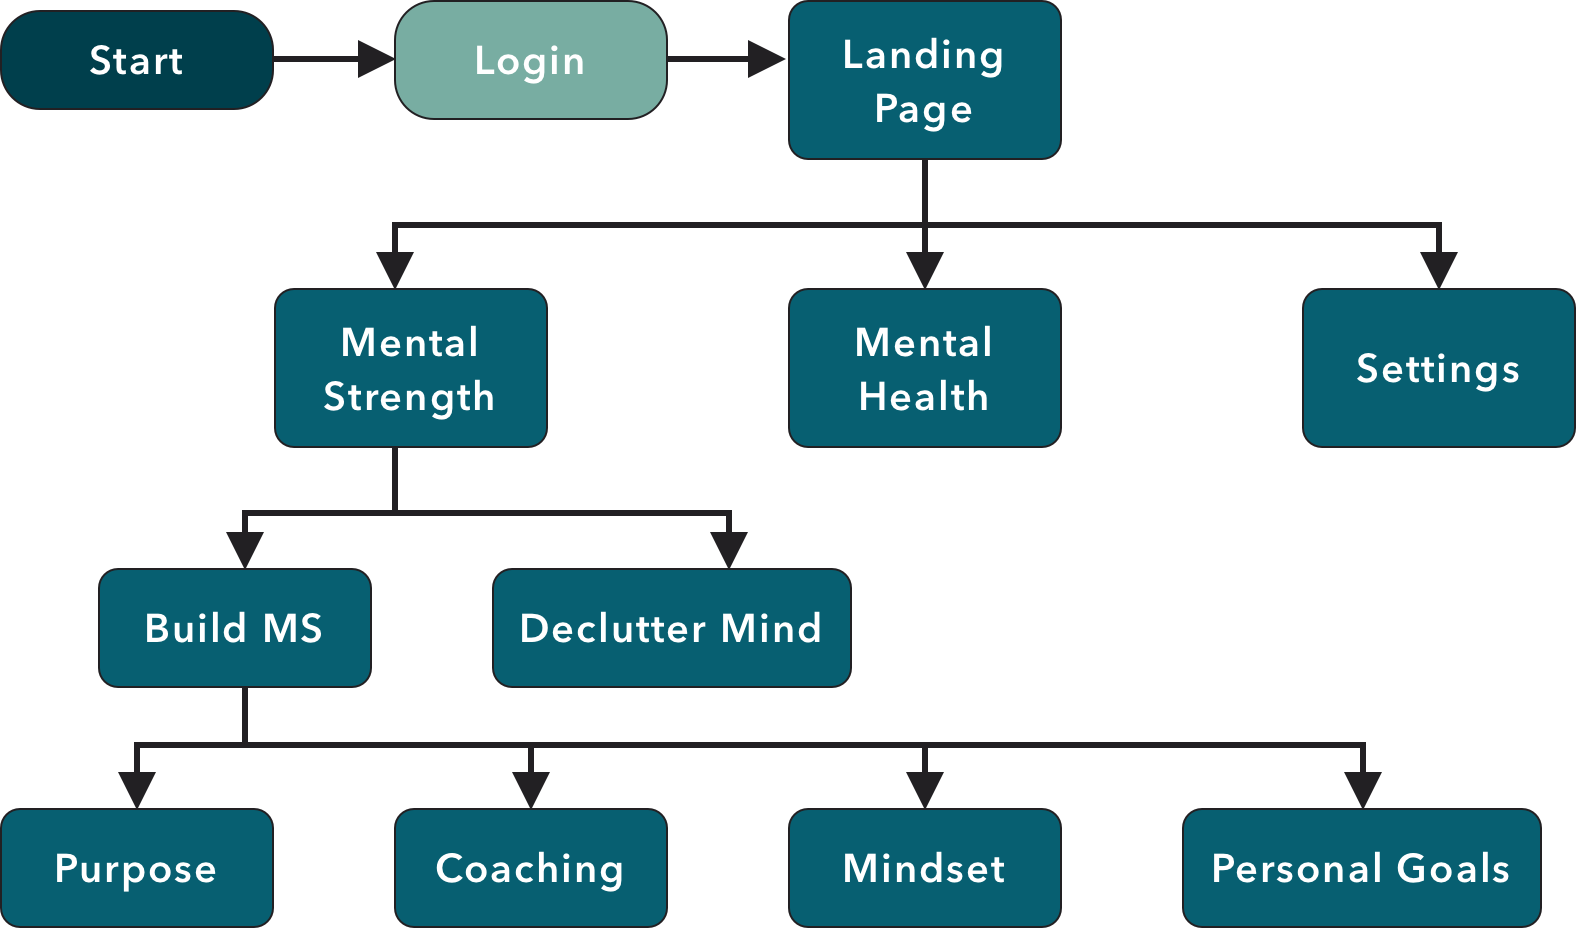 Start
Login
Landing
Page
Mental
Strength
Mental
Health
Settings
Build MS
Declutter Mind
Purpose
Coaching
Mindset
Personal Goals